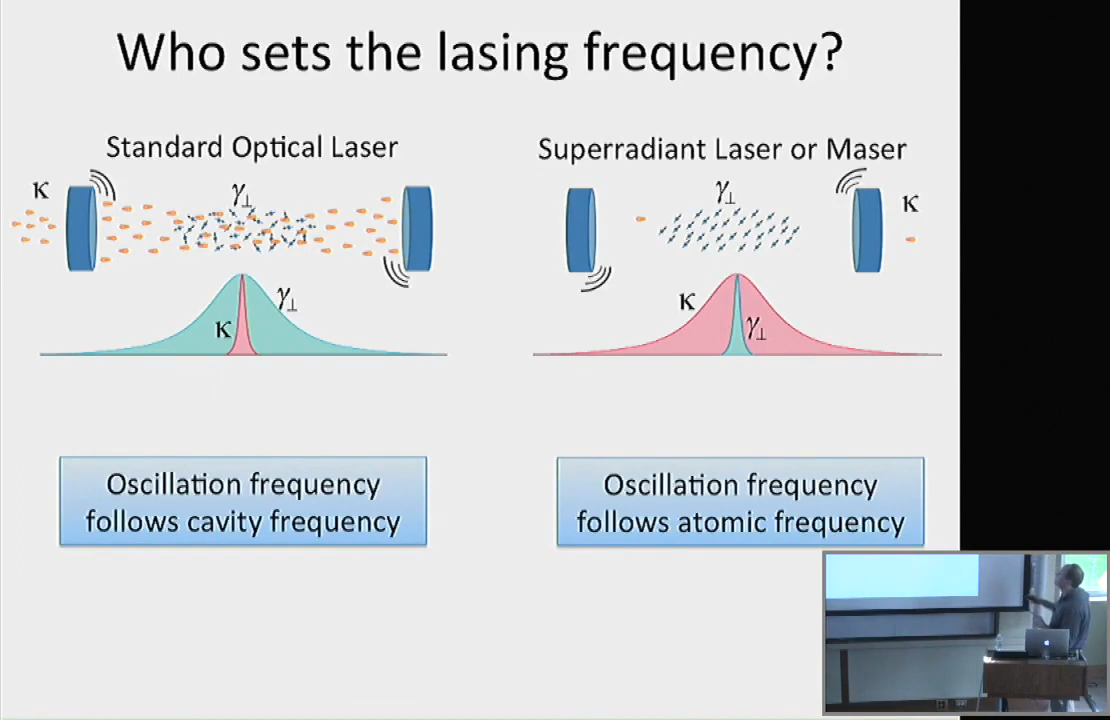 Who sets the lasing frequency?
Standard Optical Laser
κ
γ⊥
κ
γ⊥
Oscillation frequency
follows cavity frequency
Superradiant Laser or Maser
γ⊥
κ
κ
γ⊥
Oscillation frequency
follows atomic frequency